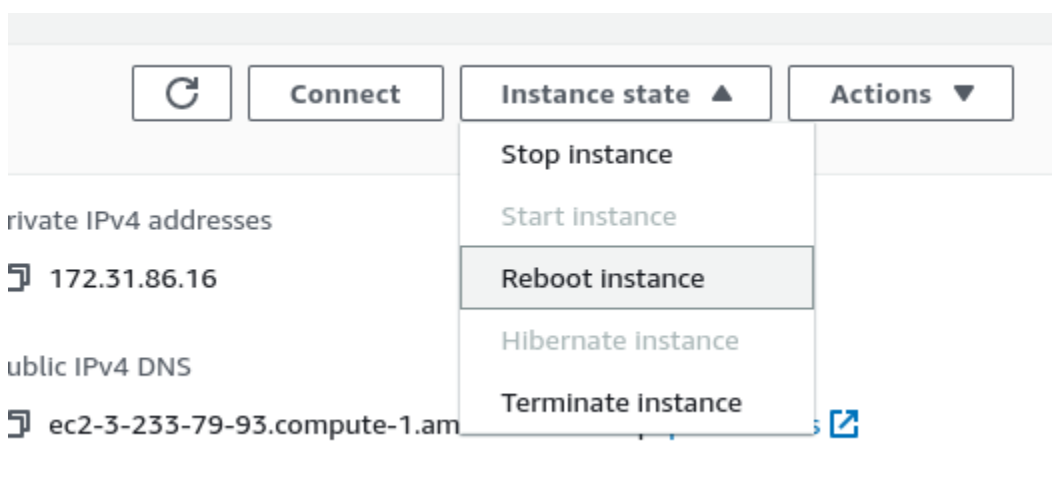 Connect
Instance state
Actions
Stop instance
Start instance
Reboot instance
Hibernate instance
Terminate instance
rivate IPv4 addresses
172.31.86.16
ublic IPv4 DNS
ec2-3-233-79-93.compute-1.am